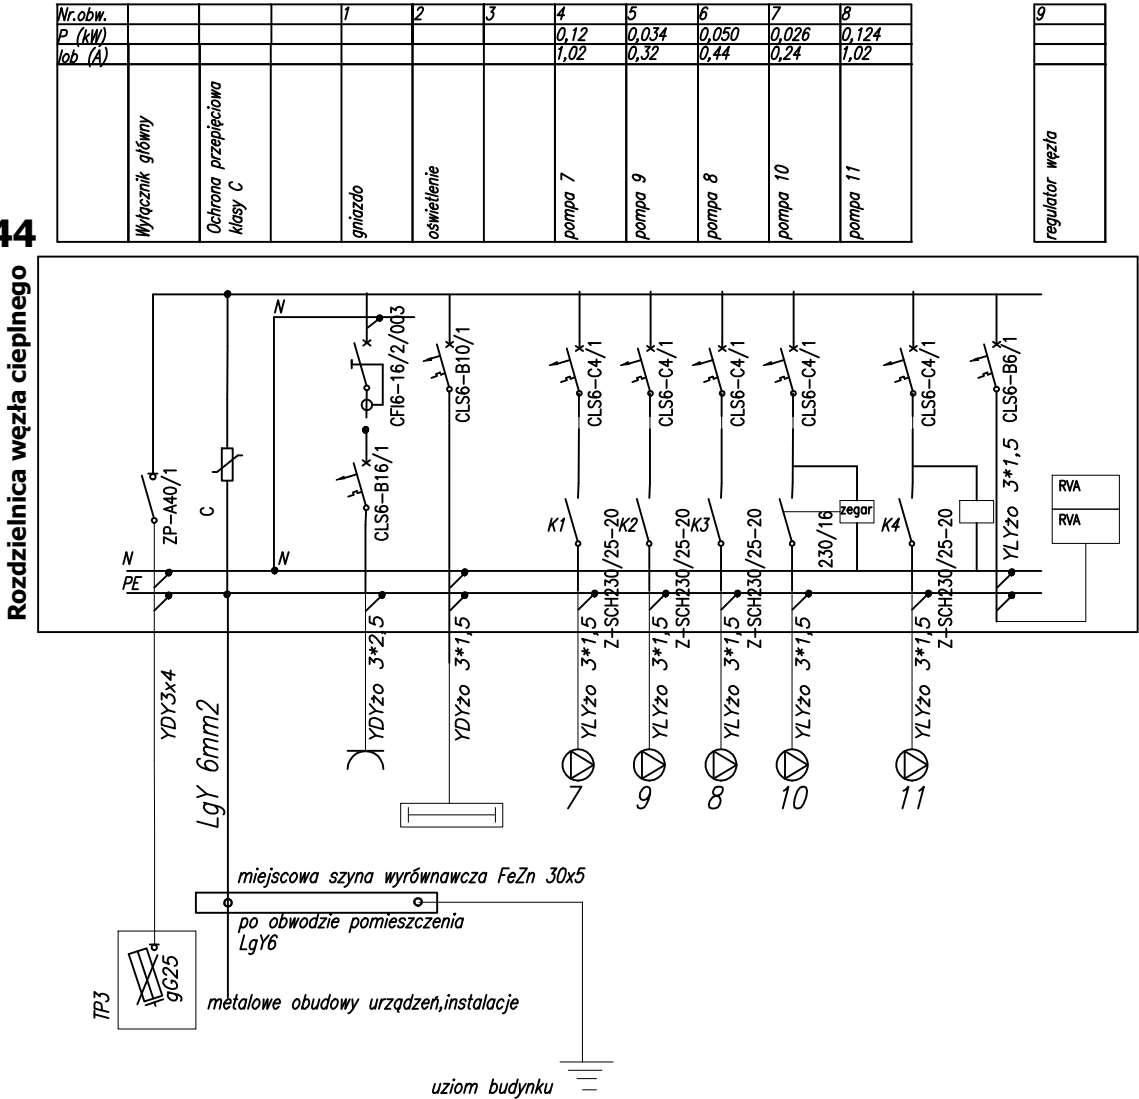 Nr.obw. 1 2 3 4 5 6 7 8 9
P (kW) 0,12 0,034 0,050 0,026 0,124
Iob (A) 1,02 0,32 0,44 0,24 1,02
Wyłącznik główny
Ochrona przepięciowa
klasy C
gniazdo
oświetlenie
pompa 7
pompa 9
pompa 8
pompa 10
pompa 11
regulator węzła
44
Rozdzielnica węzła cieplnego
N
CFI6-16/2/003
CLS6-B10/1
CLS6-C4/1
CLS6-C4/1
CLS6-C4/1
CLS6-C4/1
CLS6-C4/1
CLS6-B6/1
ZP-A40/1
C
CLS6-B16/1
K1
K2
K3
230/16
zegar
K4
YLYżo 3*1,5
RVA
RVA
N
N
PE
Z-SCH230/25-20
Z-SCH230/25-20
Z-SCH230/25-20
Z-SCH230/25-20
YDY3x4
LgY 6mm2
YDYżo 3*2,5
YDYżo 3*1,5
YLYżo 3*1,5
YLYżo 3*1,5
YLYżo 3*1,5
YLYżo 3*1,5
YLYżo 3*1,5
7
9
8
10
11
miejscowa szyna wyrównawcza FeZn 30x5
po obwodzie pomieszczenia
LgY6
TP3
gG25
metalowe obudowy urządzeń,instalacje
uziom budynku